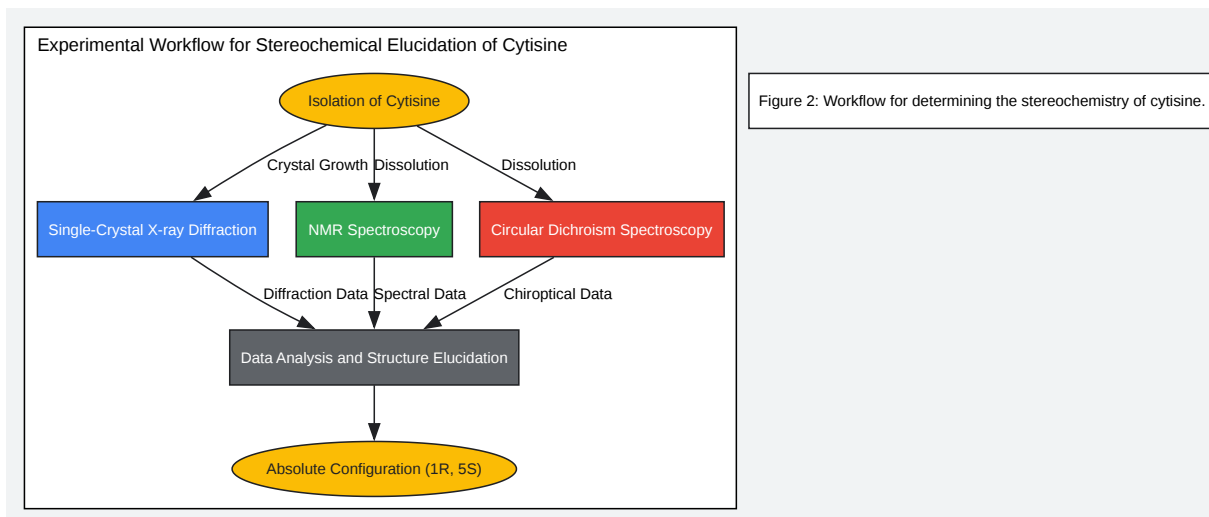 Experimental Workflow for Stereochemical Elucidation of Cytisine
Isolation of Cytisine
Figure 2: Workflow for determining the stereochemistry of cytisine.
Crystal Growth
Dissolution
Dissolution
Single-Crystal X-ray Diffraction
NMR Spectroscopy
Circular Dichroism Spectroscopy
Diffraction Data
Spectral Data
Chiroptical Data
Data Analysis and Structure Elucidation
Absolute Configuration (1R, 5S)